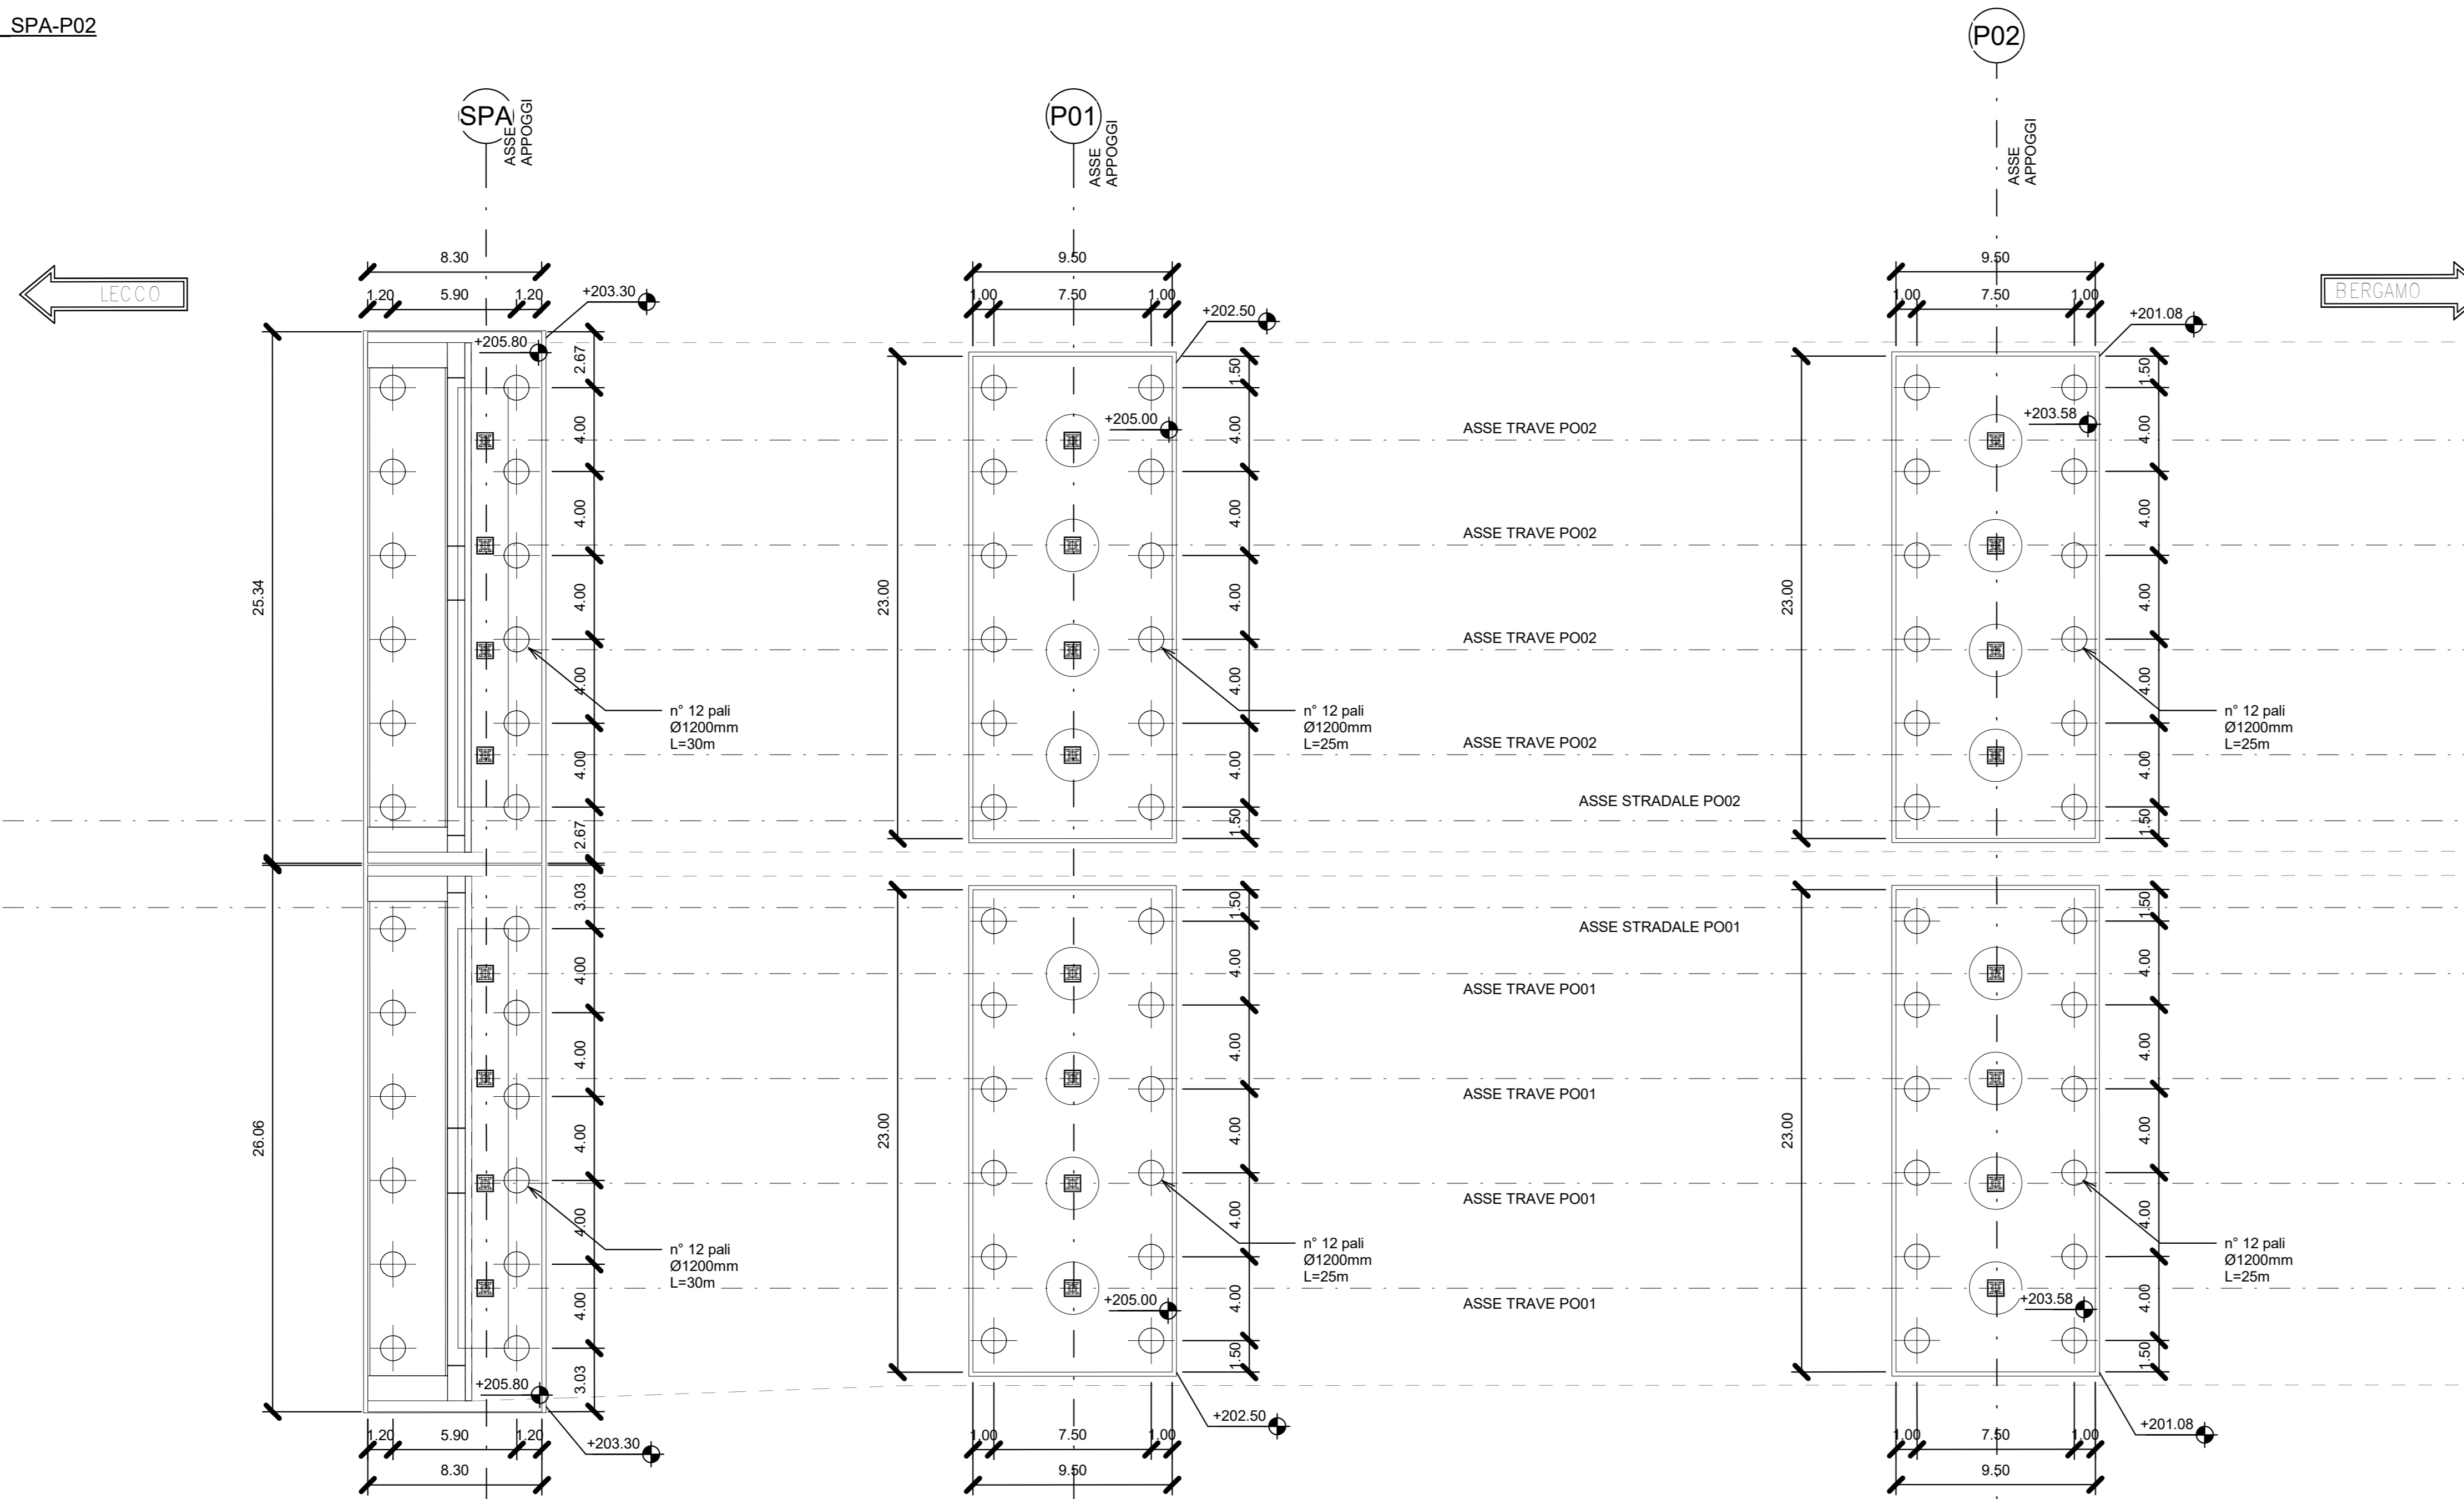 SPA-P02
P02
SPA
P01
ASSE
APPOGGI
ASSE
APPOGGI
ASSE
APPOGGI
LECCO
BERGAMO
8.30
9.50
9.50
1.20
5.90
1.20
+203.30
1.00
7.50
1.00
+202.50
1.00
7.50
1.00
+201.08
+205.80
2.67
1.50
1.50
+205.00
+203.58
4.00
4.00
4.00
ASSE TRAVE PO02
4.00
4.00
4.00
ASSE TRAVE PO02
25.34
4.00
23.00
4.00
23.00
4.00
ASSE TRAVE PO02
4.00
4.00
4.00
n° 12 pali
Ø1200mm
L=30m
n° 12 pali
Ø1200mm
L=25m
n° 12 pali
Ø1200mm
L=25m
ASSE TRAVE PO02
4.00
4.00
4.00
ASSE STRADALE PO02
2.67
1.50
1.50
3.03
1.50
1.50
ASSE STRADALE PO01
4.00
4.00
4.00
ASSE TRAVE PO01
4.00
4.00
4.00
ASSE TRAVE PO01
26.06
4.00
23.00
4.00
23.00
4.00
ASSE TRAVE PO01
4.00
4.00
4.00
n° 12 pali
Ø1200mm
L=30m
n° 12 pali
Ø1200mm
L=25m
n° 12 pali
Ø1200mm
L=25m
4.00
4.00
4.00
+205.00
ASSE TRAVE PO01
+203.58
+205.80
3.03
1.50
1.50
+202.50
+201.08
1.20
5.90
1.20
+203.30
1.00
7.50
1.00
1.00
7.50
1.00
8.30
9.50
9.50